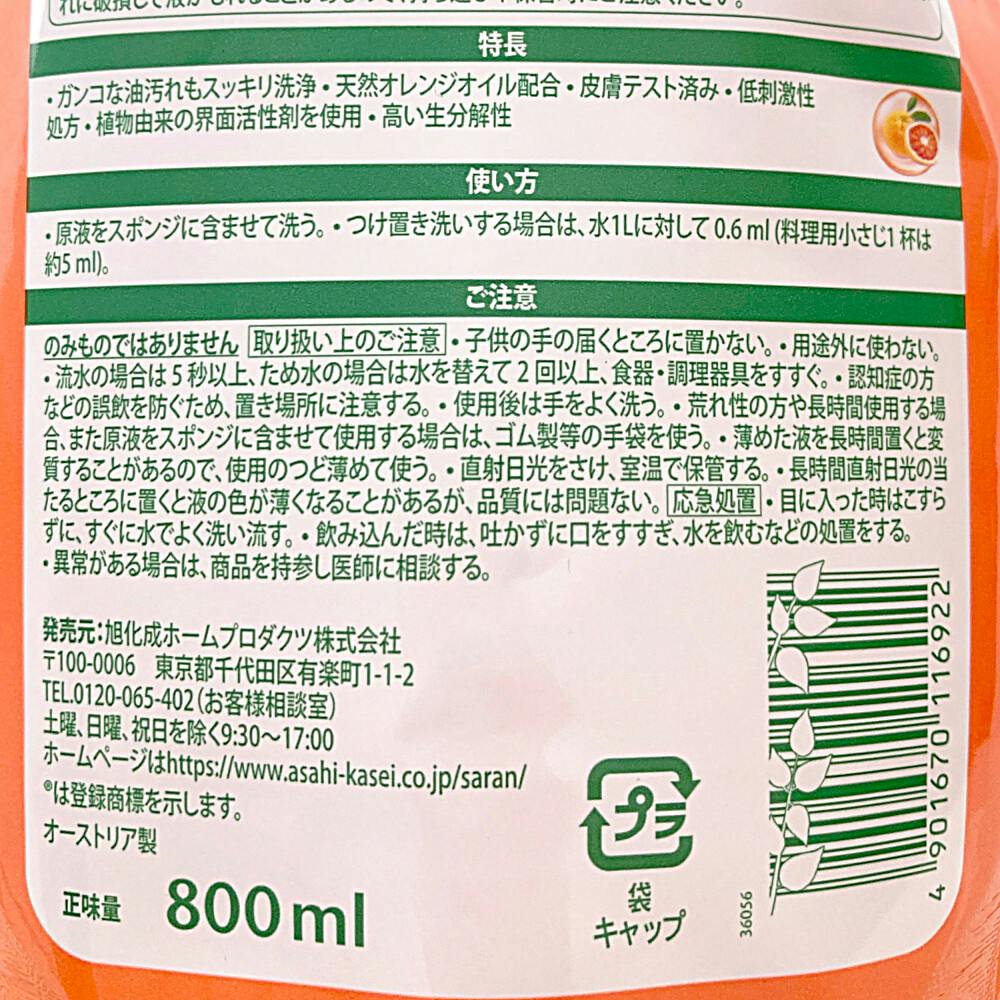 特長
・ガンコな油汚れもスッキリ洗浄・天然オレンジオイル配合・皮膚テスト済み・低刺激性
処方・植物由来の界面活性剤を使用・高い生分解性
使い方
・原液をスポンジに含ませて洗う。・つけ置き洗いする場合は、水1Lに対して 0.6 ml (料理用小さじ1 杯は
約5 ml)。
ご注意
のみものではありません 取り扱い上のご注意・子供の手の届くところに置かない。・用途外に使わない。
・流水の場合は 5 秒以上、ため水の場合は水を替えて 2 回以上、食器・調理器具をすすぐ。・認知症の方
などの誤飲を防ぐため、置き場所に注意する。・使用後は手をよく洗う。・荒れ性の方や長時間使用する場
合、また原液をスポンジに含ませて使用する場合は、ゴム製等の手袋を使う。・薄めた液を長時間置くと変
質することがあるので、使用のつど薄めて使う。・直射日光をさけ、室温で保管する。・長時間直射日光の当
たるところに置くと液の色が薄くなることがあるが、品質には問題ない。応急処置・目に入った時はこすら
ずに、すぐに水でよく洗い流す。・飲み込んだ時は、吐かずに口をすすぎ、水を飲むなどの処置をする。
・異常がある場合は、商品を持参し医師に相談する。
発売元:旭化成ホームプロダクツ株式会社
〒100-0006 東京都千代田区有楽町1-1-2
TEL.0120-065-402(お客様相談室)
土曜、日曜、祝日を除く9:30〜17:00
ホームページはhttps://www.asahi-kasei.co.jp/saran/
®は登録商標を示します。
オーストリア製
正味量 800 ml
プラ
袋
キャップ
36056
4 901670 116922